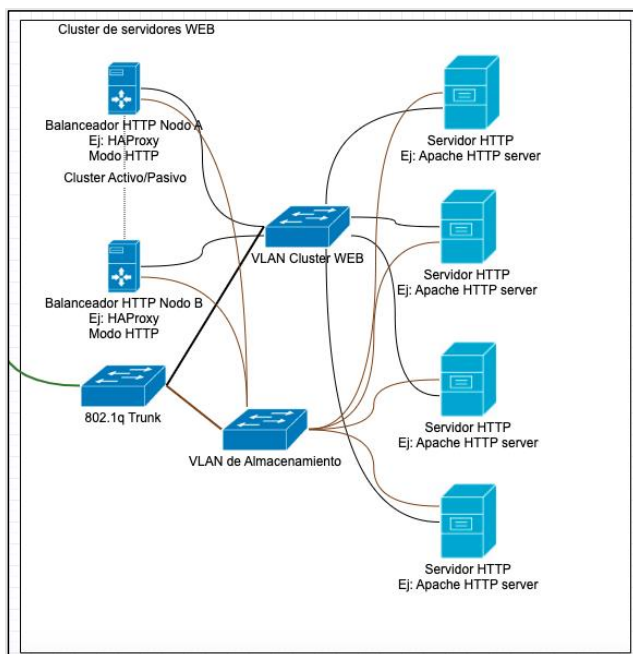 Cluster de servidores WEB
Balanceador HTTP Nodo A
Ej: HAProxy
Modo HTTP
Cluster Activo/Pasivo
Balanceador HTTP Nodo B
Ej: HAProxy
Modo HTTP
802.1q Trunk
VLAN Cluster WEB
VLAN de Almacenamiento
Servidor HTTP
Ej: Apache HTTP server
Servidor HTTP
Ej: Apache HTTP server
Servidor HTTP
Ej: Apache HTTP server
Servidor HTTP
Ej: Apache HTTP server